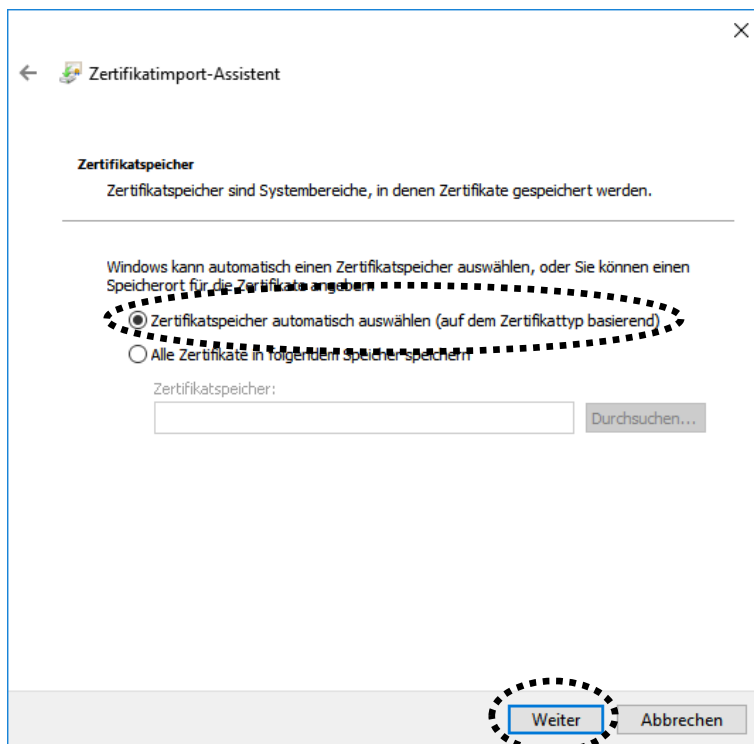 Zertifikatimport-Assistent
Zertifikatspeicher
Zertifikatspeicher sind Systembereiche, in denen Zertifikate gespeichert werden.
Windows kann automatisch einen Zertifikatspeicher auswählen, oder Sie können einen
Speicherort für die Zertifikate angeben.
Zertifikatspeicher automatisch auswählen (auf dem Zertifikattyp basierend)
Alle Zertifikate in folgendem Speicher speichern
Zertifikatspeicher:
Durchsuchen...
Weiter
Abbrechen